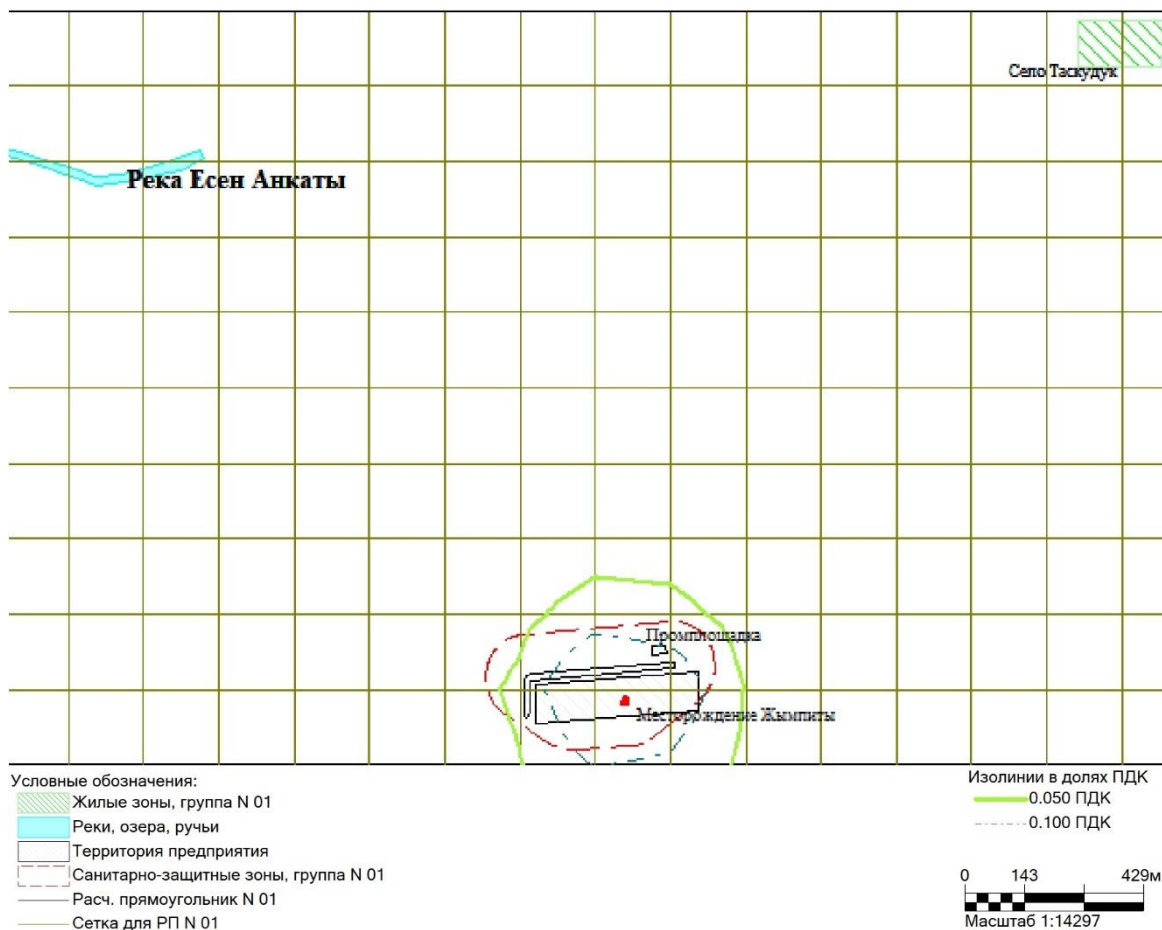 Село Таскудук
Река Есен Анкаты
Промплощадка
Месторождение Жымпиты
Условные обозначения:
Жилые зоны, группа N 01
Реки, озера, ручьи
Территория предприятия
Санитарно-защитные зоны, группа N 01
Расч. прямоугольник N 01
Сетка для РП N 01
Изолинии в долях ПДК
0.050 ПДК
0.100 ПДК
0 143 429м
Масштаб 1:14297